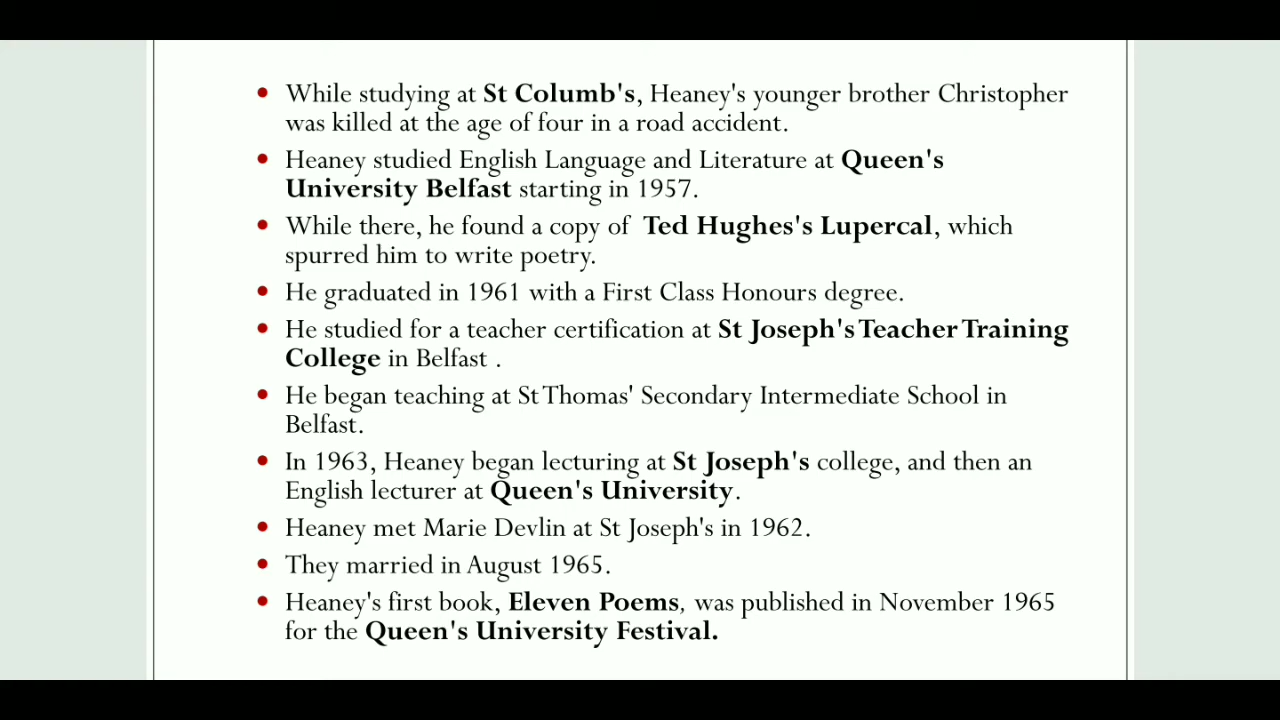 • While studying at St Columb's, Heaney's younger brother Christopher
was killed at the age of four in a road accident.
• Heaney studied English Language and Literature at Queen's
University Belfast starting in 1957.
• While there, he found a copy of Ted Hughes's Lupercal, which
spurred him to write poetry.
• He graduated in 1961 with a First Class Honours degree.
• He studied for a teacher certification at St Joseph's Teacher Training
College in Belfast .
• He began teaching at St Thomas' Secondary Intermediate School in
Belfast.
• In 1963, Heaney began lecturing at St Joseph's college, and then an
English lecturer at Queen's University.
• Heaney met Marie Devlin at St Joseph's in 1962.
• They married in August 1965.
• Heaney's first book, Eleven Poems, was published in November 1965
for the Queen's University Festival.